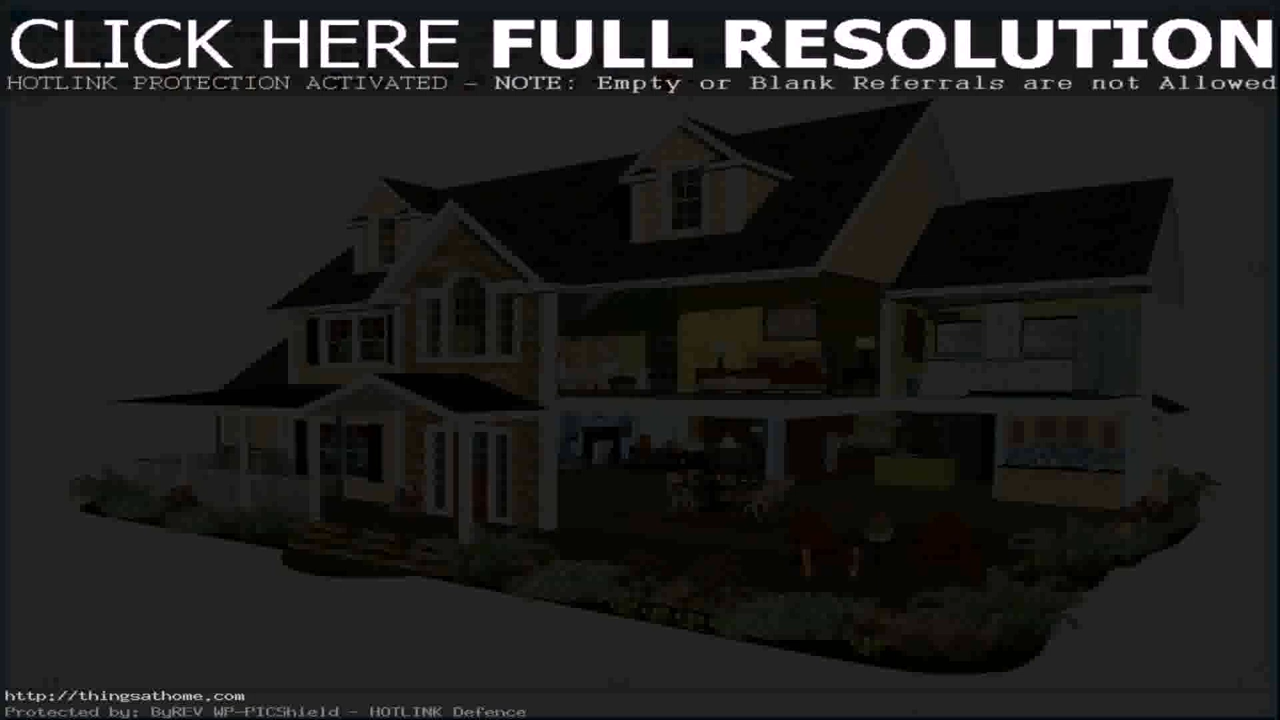 CLICK HERE FULL RESOLUTION
HOTLINK PROTECTION ACTIVATED - NOTE: Empty or Blank Referrals are not Allowed
http://thingsathome.com
Protected by: ByREV WP-PICShield - HOTLINK Defence